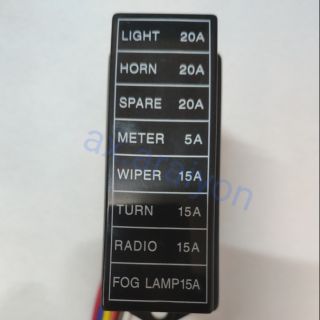 LIGHT 20A
HORN 20A
SPARE 20A
METER 5A
WIPER 15A
TURN 15A
RADIO 15A
FOG LAMP15A